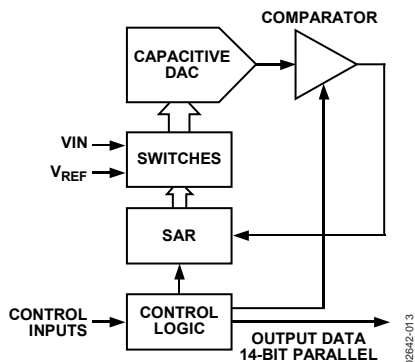 COMPARATOR
CAPACITIVE
DAC
VIN
SWITCHES
VREF
SAR
CONTROL
INPUTS
CONTROL
LOGIC
OUTPUT DATA
14-BIT PARALLEL
02642-013